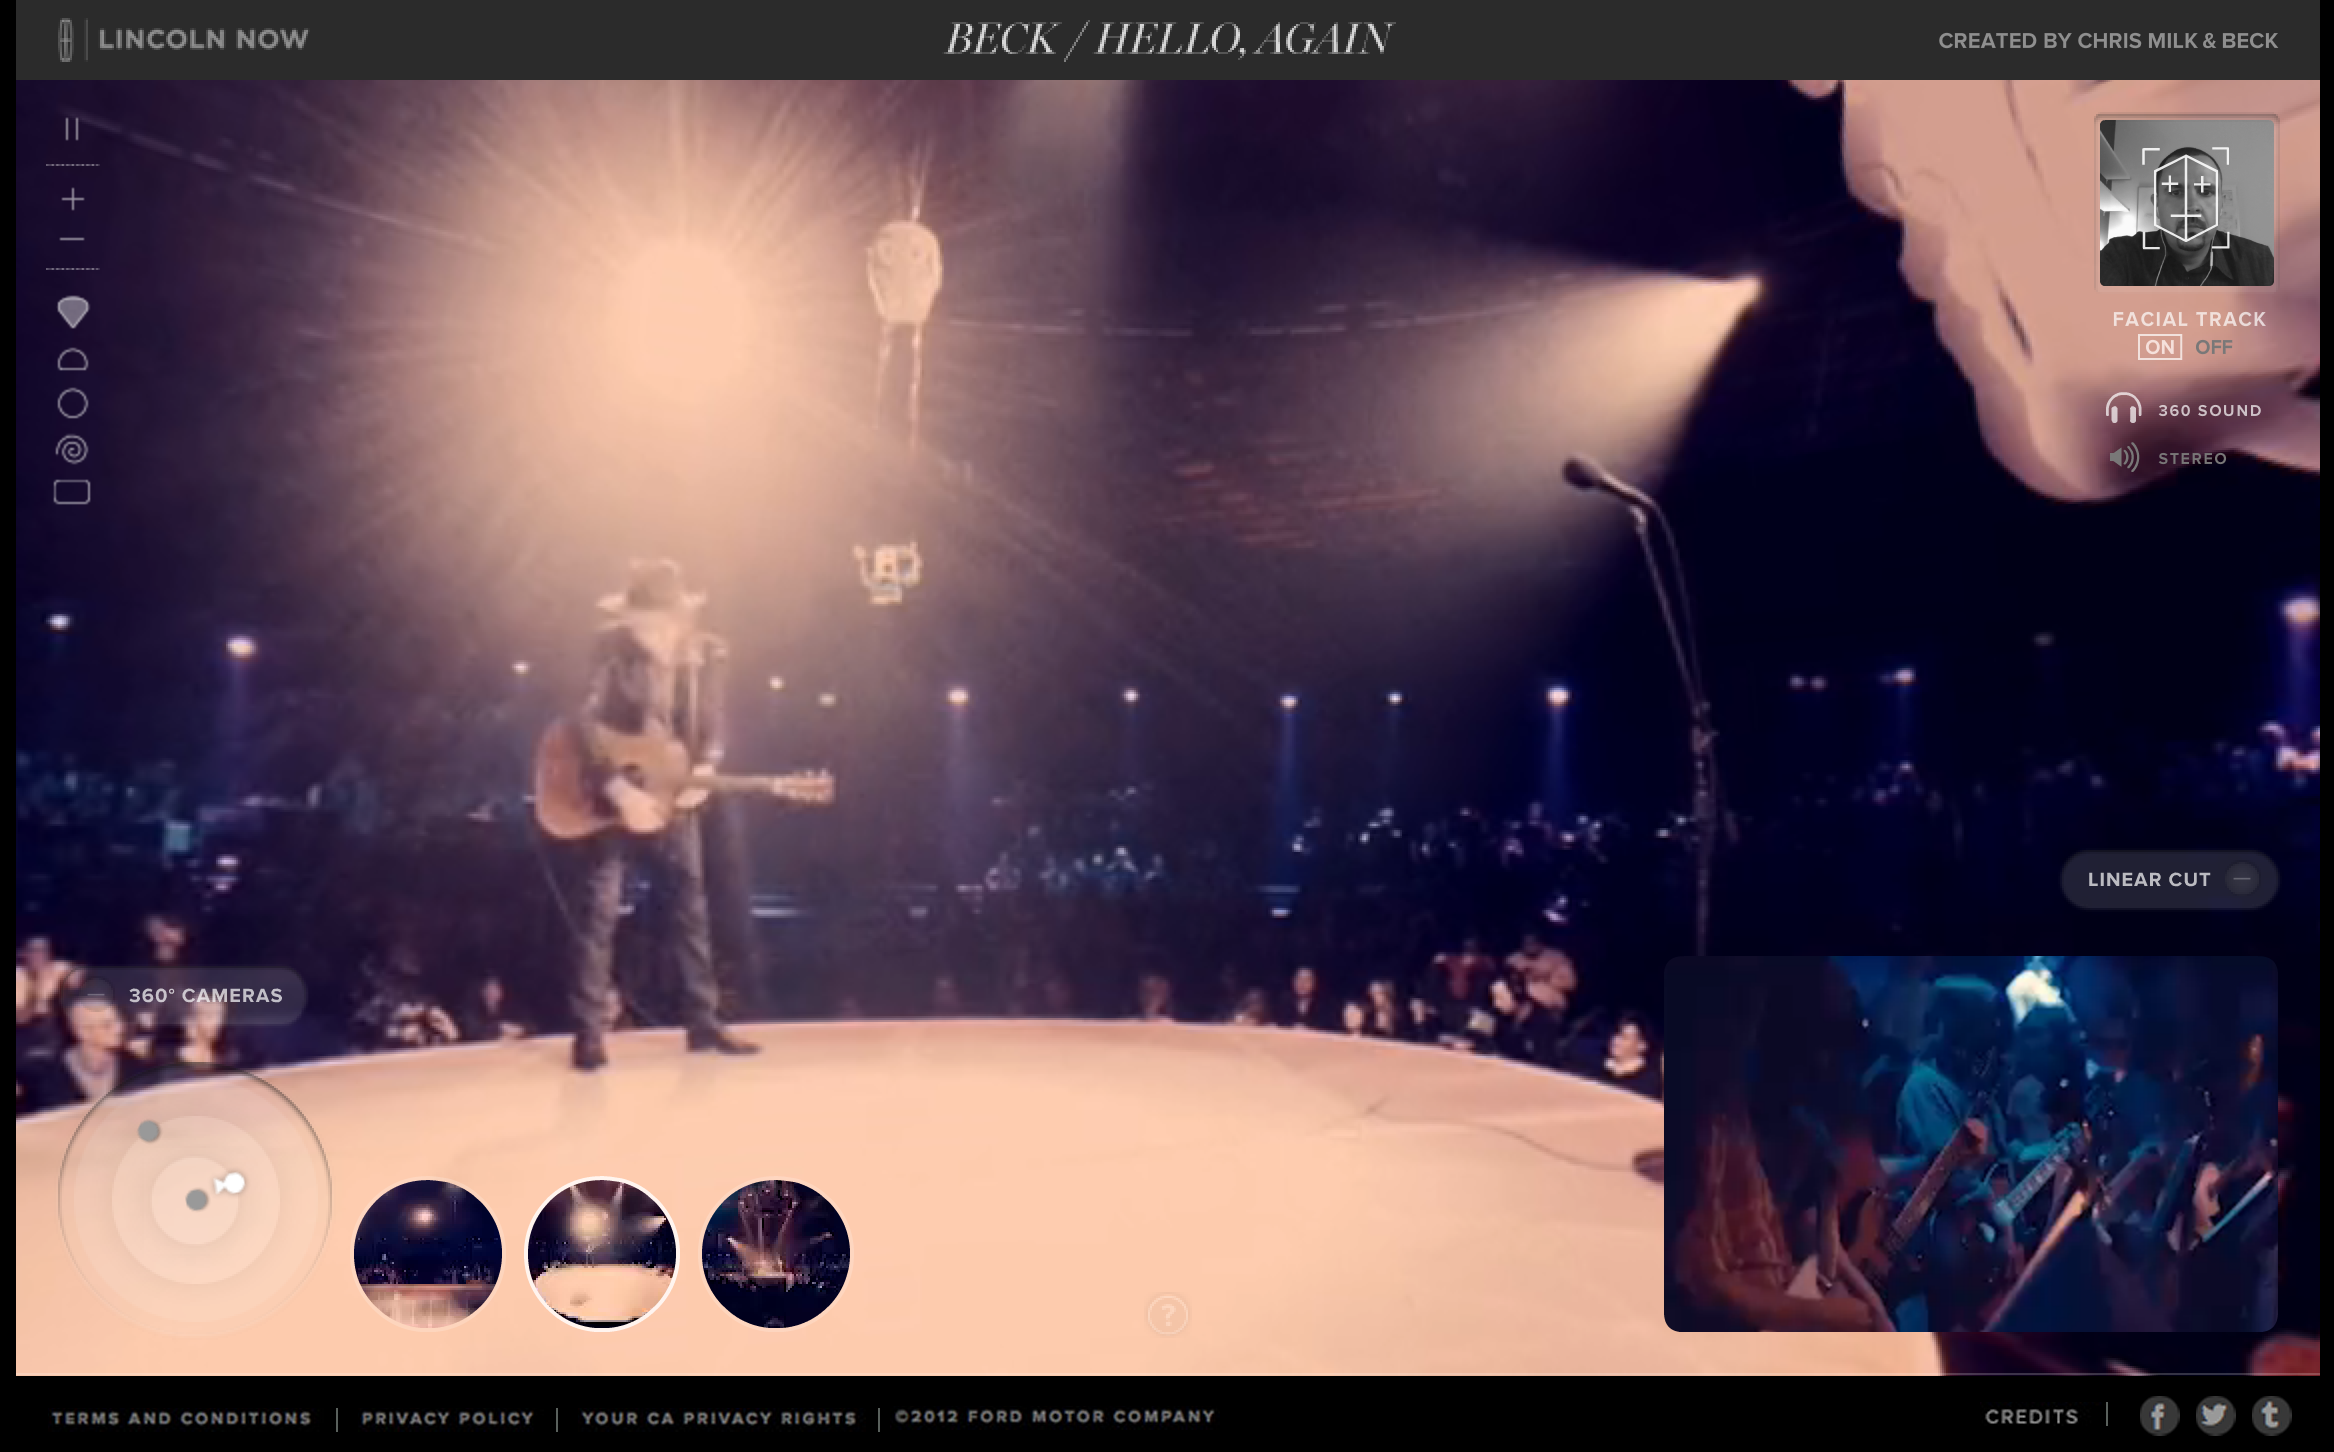 LINCOLN NOW
BECK / HELLO, AGAIN
CREATED BY CHRIS MILK & BECK
FACIAL TRACK
ON OFF
360 SOUND
STEREO
LINEAR CUT
360° CAMERAS
?
TERMS AND CONDITIONS | PRIVACY POLICY | YOUR CA PRIVACY RIGHTS | ©2012 FORD MOTOR COMPANY
CREDITS |